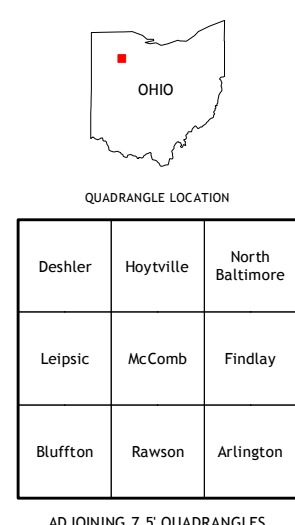 OHIO
QUADRANGLE LOCATION
Deshler
Hoytville
North
Baltimore
Leipsic
McComb
Findlay
Bluffton
Rawson
Arlington
ADJOINING 7.5' QUADRANGLES